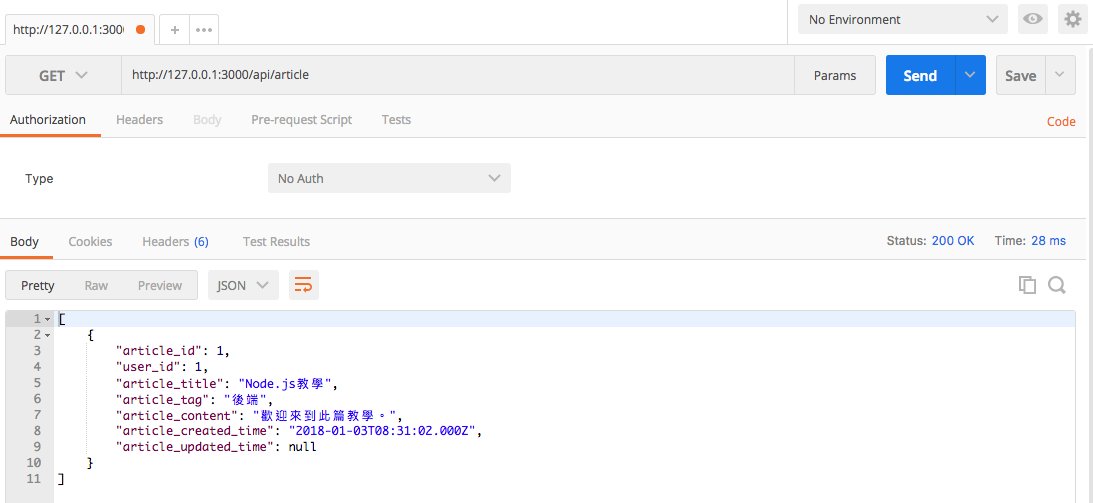 http://127.0.0.1:3000
No Environment
GET
http://127.0.0.1:3000/api/article
Params
Send
Save
Authorization
Headers
Body
Pre-request Script
Tests
Code
Type
No Auth
Body
Cookies
Headers (6)
Test Results
Status: 200 OK
Time: 28 ms
Pretty
Raw
Preview
JSON
1 [
2 {
3 "article_id": 1,
4 "user_id": 1,
5 "article_title": "Node.js教學",
6 "article_tag": "後端",
7 "article_content": "歡迎來到此篇教學。",
8 "article_created_time": "2018-01-03T08:31:02.000Z",
9 "article_updated_time": null
10 }
11 ]